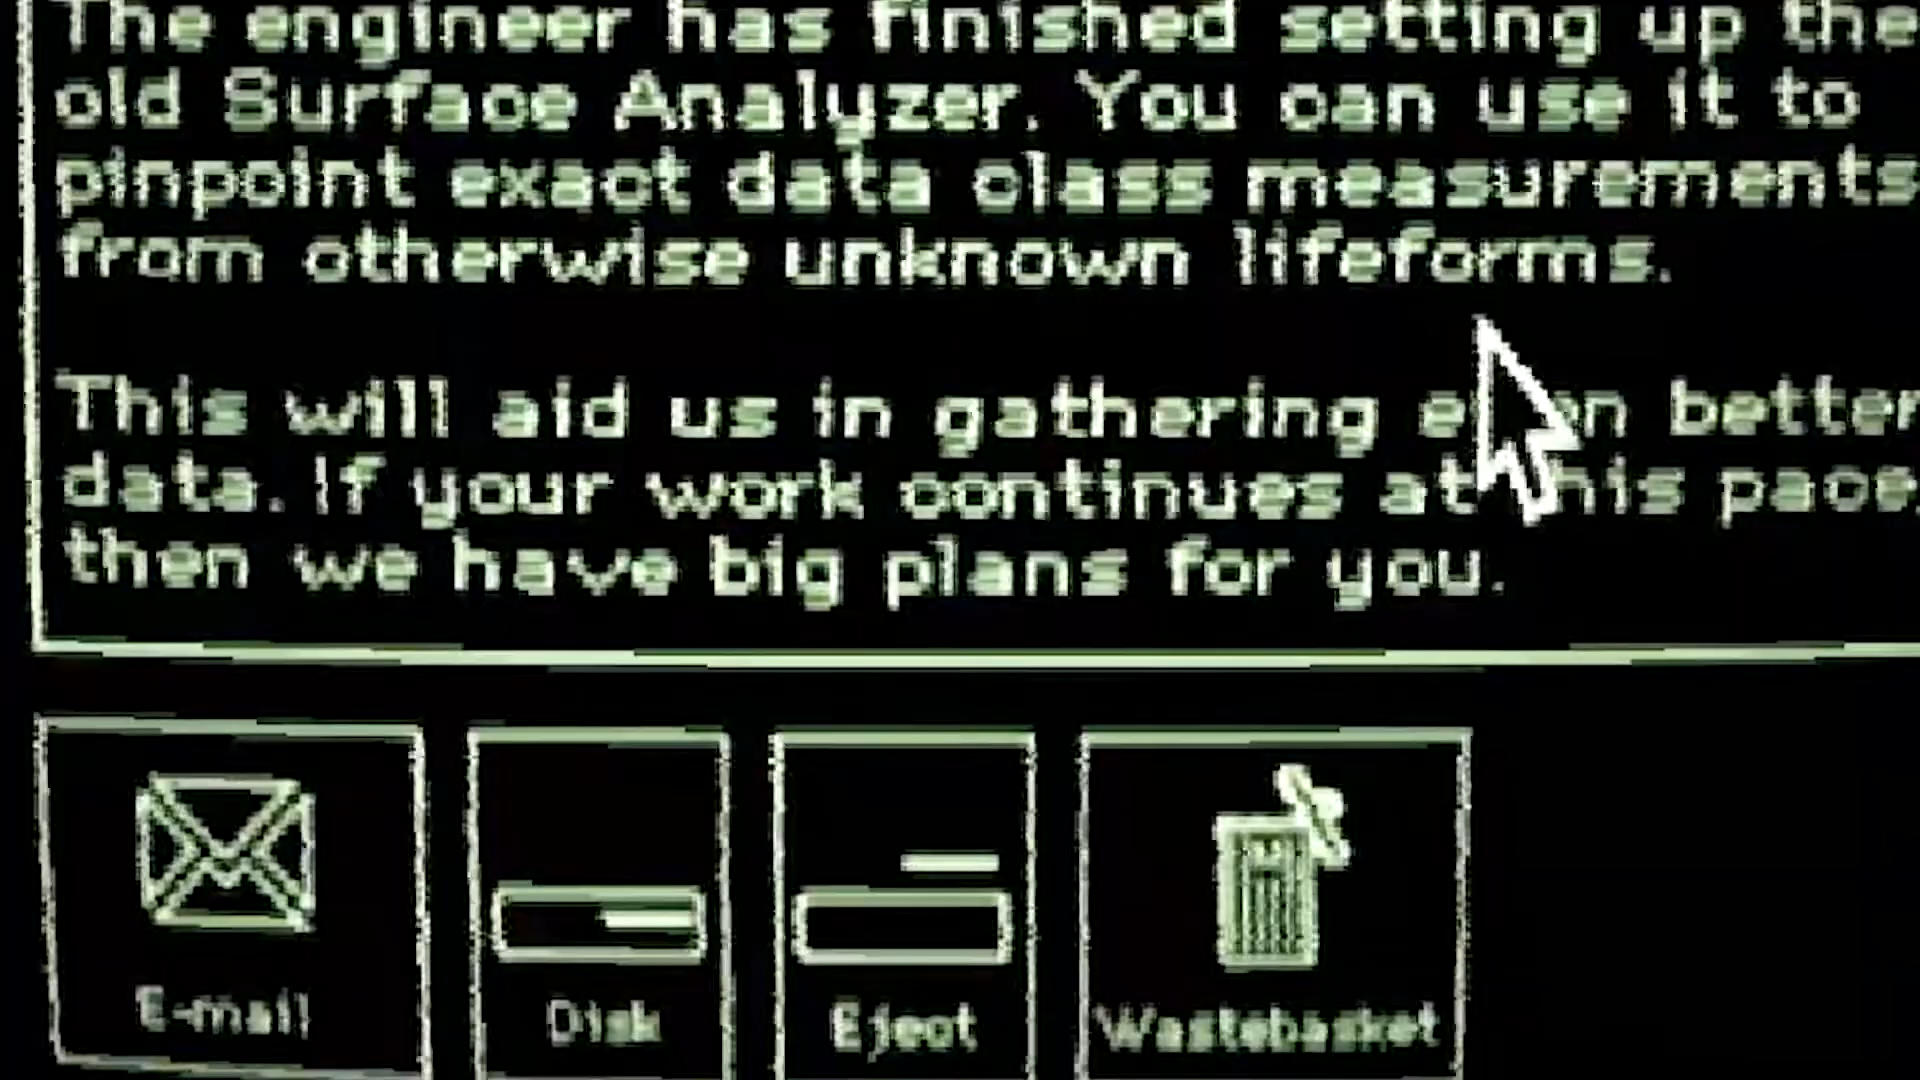 The engineer has finished setting up the
old Surface Analyzer. You can use it to
pinpoint exact data class measurements
from otherwise unknown lifeforms.
This will aid us in gathering even better
data. If your work continues at this pace,
then we have big plans for you.
E-mail
Disk
Eject
Wastebasket